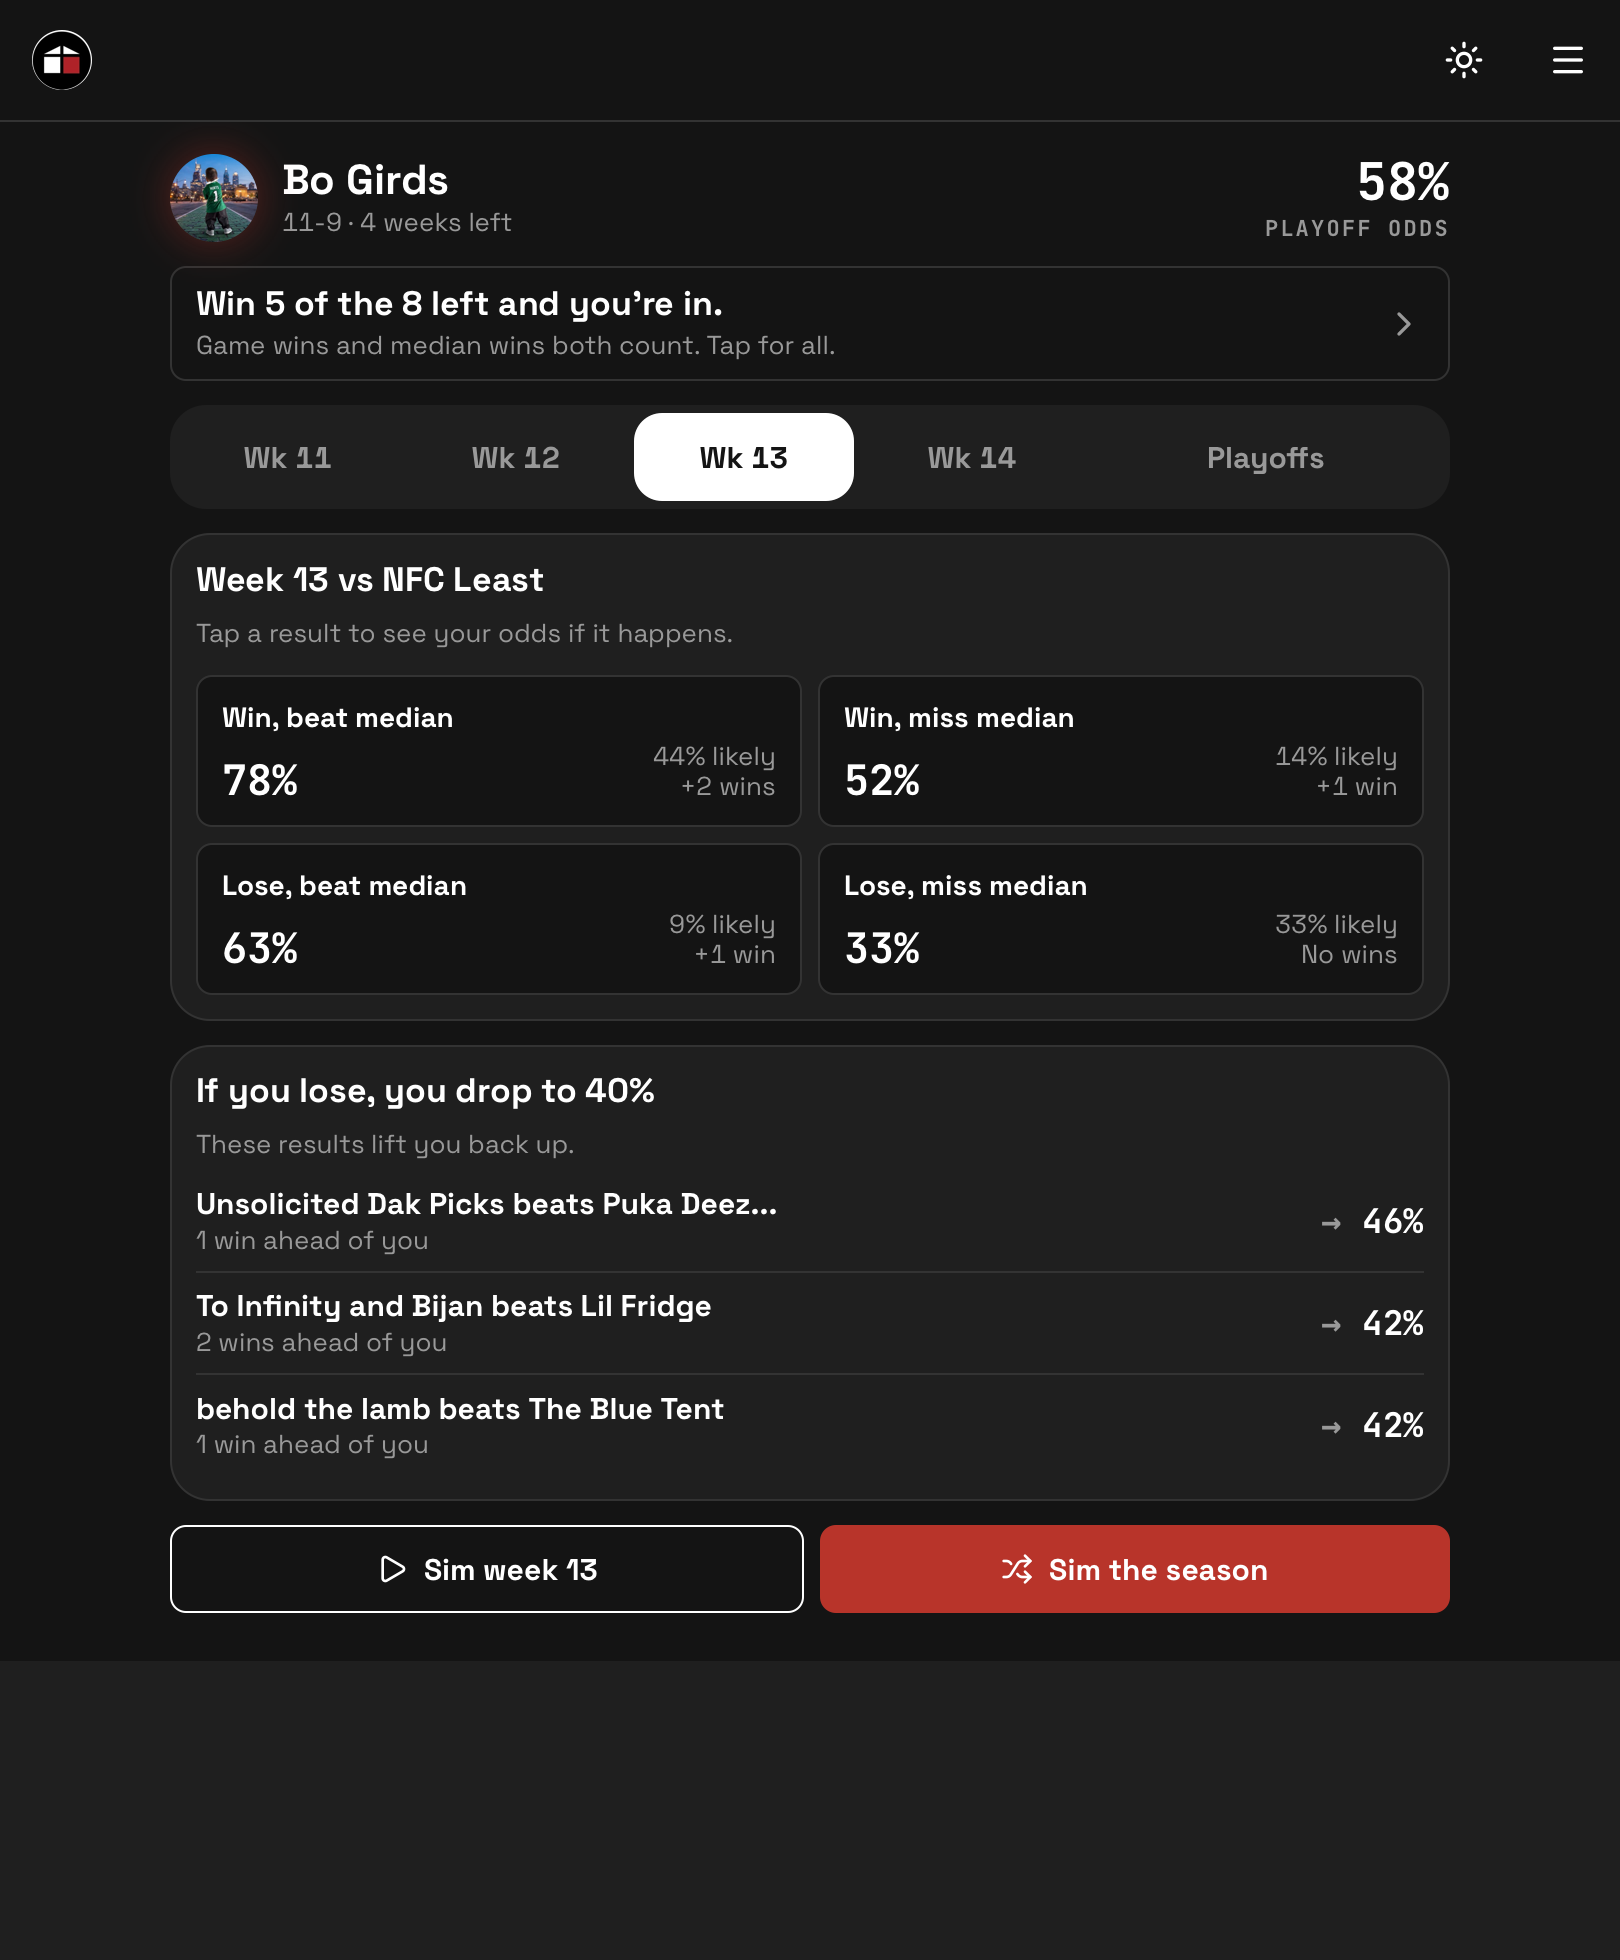 Bo Girds
11-9 · 4 weeks left
58%
PLAYOFF ODDS
Win 5 of the 8 left and you’re in.
Game wins and median wins both count. Tap for all.
Wk 11
Wk 12
Wk 13
Wk 14
Playoffs
Week 13 vs NFC Least
Tap a result to see your odds if it happens.
Win, beat median
78%
44% likely
+2 wins
Win, miss median
52%
14% likely
+1 win
Lose, beat median
63%
9% likely
+1 win
Lose, miss median
33%
33% likely
No wins
If you lose, you drop to 40%
These results lift you back up.
Unsolicited Dak Picks beats Puka Deez...
1 win ahead of you
→ 46%
To Infinity and Bijan beats Lil Fridge
2 wins ahead of you
→ 42%
behold the lamb beats The Blue Tent
1 win ahead of you
→ 42%
Sim week 13
Sim the season